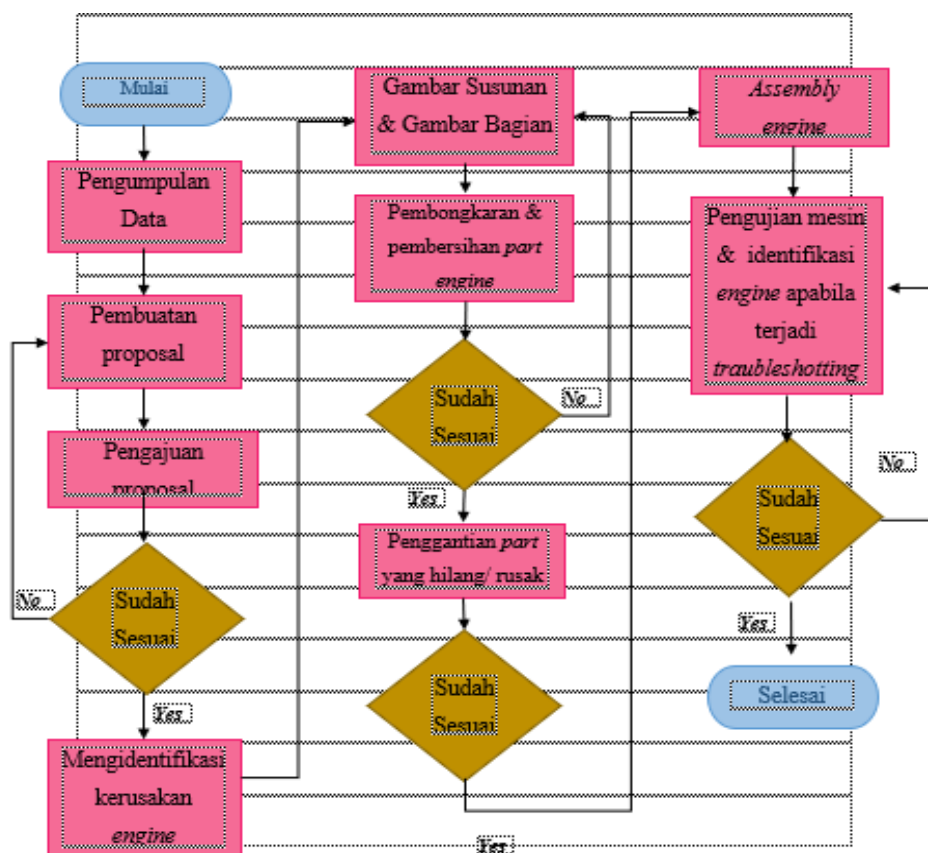 Mulai
Pengumpulan
Data
Pembuatan
proposal
Pengajuan
proposal
Sudah
Sesuai
No
Yes
Mengidentifikasi
kerusakan
engine
Gambar Susunan
& Gambar Bagian
Pembongkaran &
pembersihan part
engine
Sudah
Sesuai
No
Yes
Penggantian part
yang hilang/ rusak
Sudah
Sesuai
Yes
Assembly
engine
Pengujian mesin
& identifikasi
engine apabila
terjadi
traubleshotting
Sudah
Sesuai
No
Yes
Selesai